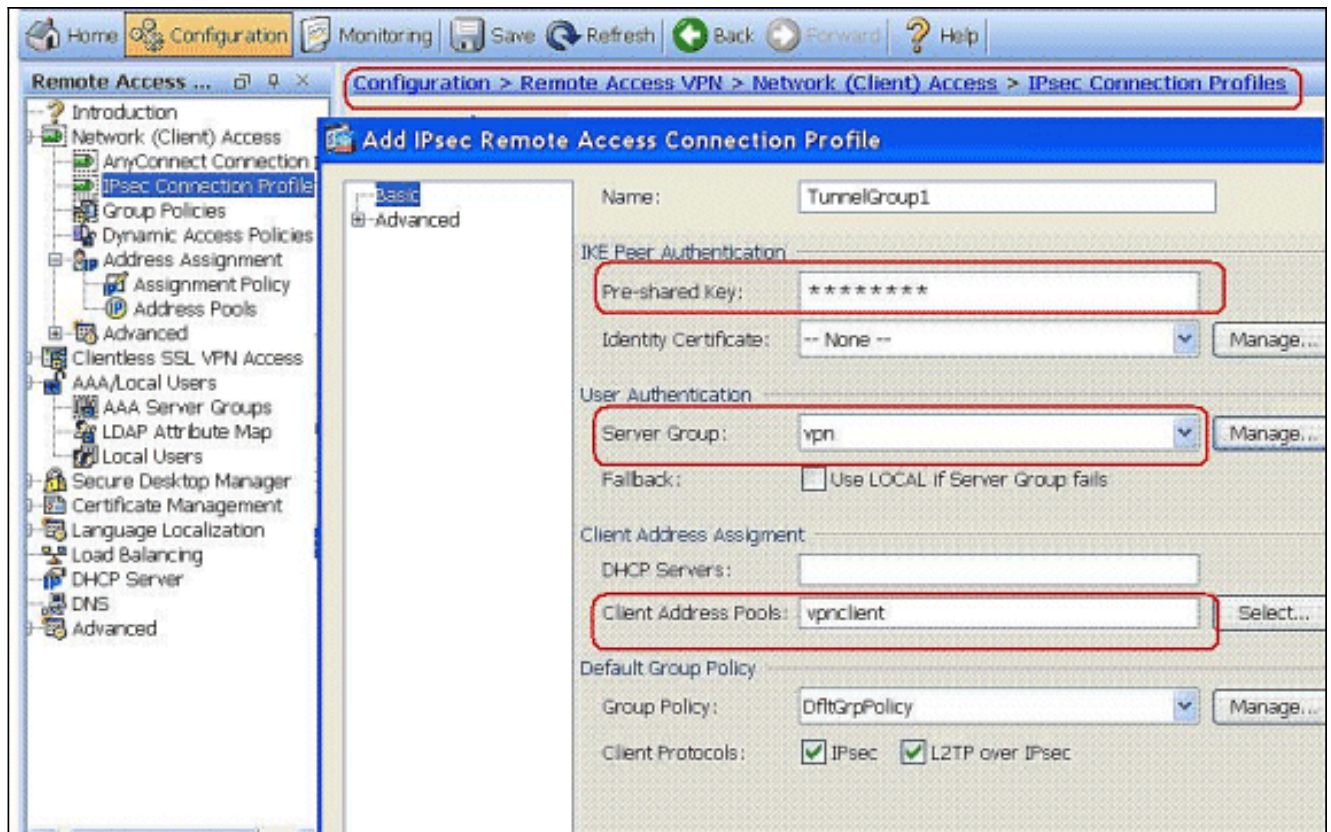 Home Configuration Monitoring Save Refresh Back Forward Help
Remote Access ...
Introduction
Network (Client) Access
AnyConnect Connection
IPsec Connection Profile
Group Policies
Dynamic Access Policies
Address Assignment
Assignment Policy
Address Pools
Advanced
Clientless SSL VPN Access
AAA/Local Users
AAA Server Groups
LDAP Attribute Map
Local Users
Secure Desktop Manager
Certificate Management
Language Localization
Load Balancing
DHCP Server
DNS
Advanced
Configuration > Remote Access VPN > Network (Client) Access > IPsec Connection Profiles
Add IPsec Remote Access Connection Profile
Basic
Advanced
Name: TunnelGroup1
IKE Peer Authentication
Pre-shared Key: ********
Identity Certificate: -- None -- Manage...
User Authentication
Server Group: vpn Manage...
Fallback: Use LOCAL if Server Group fails
Client Address Assigment
DHCP Servers:
Client Address Pools: vpnclient Select...
Default Group Policy
Group Policy: DfltGrpPolicy Manage...
Client Protocols: IPsec L2TP over IPsec